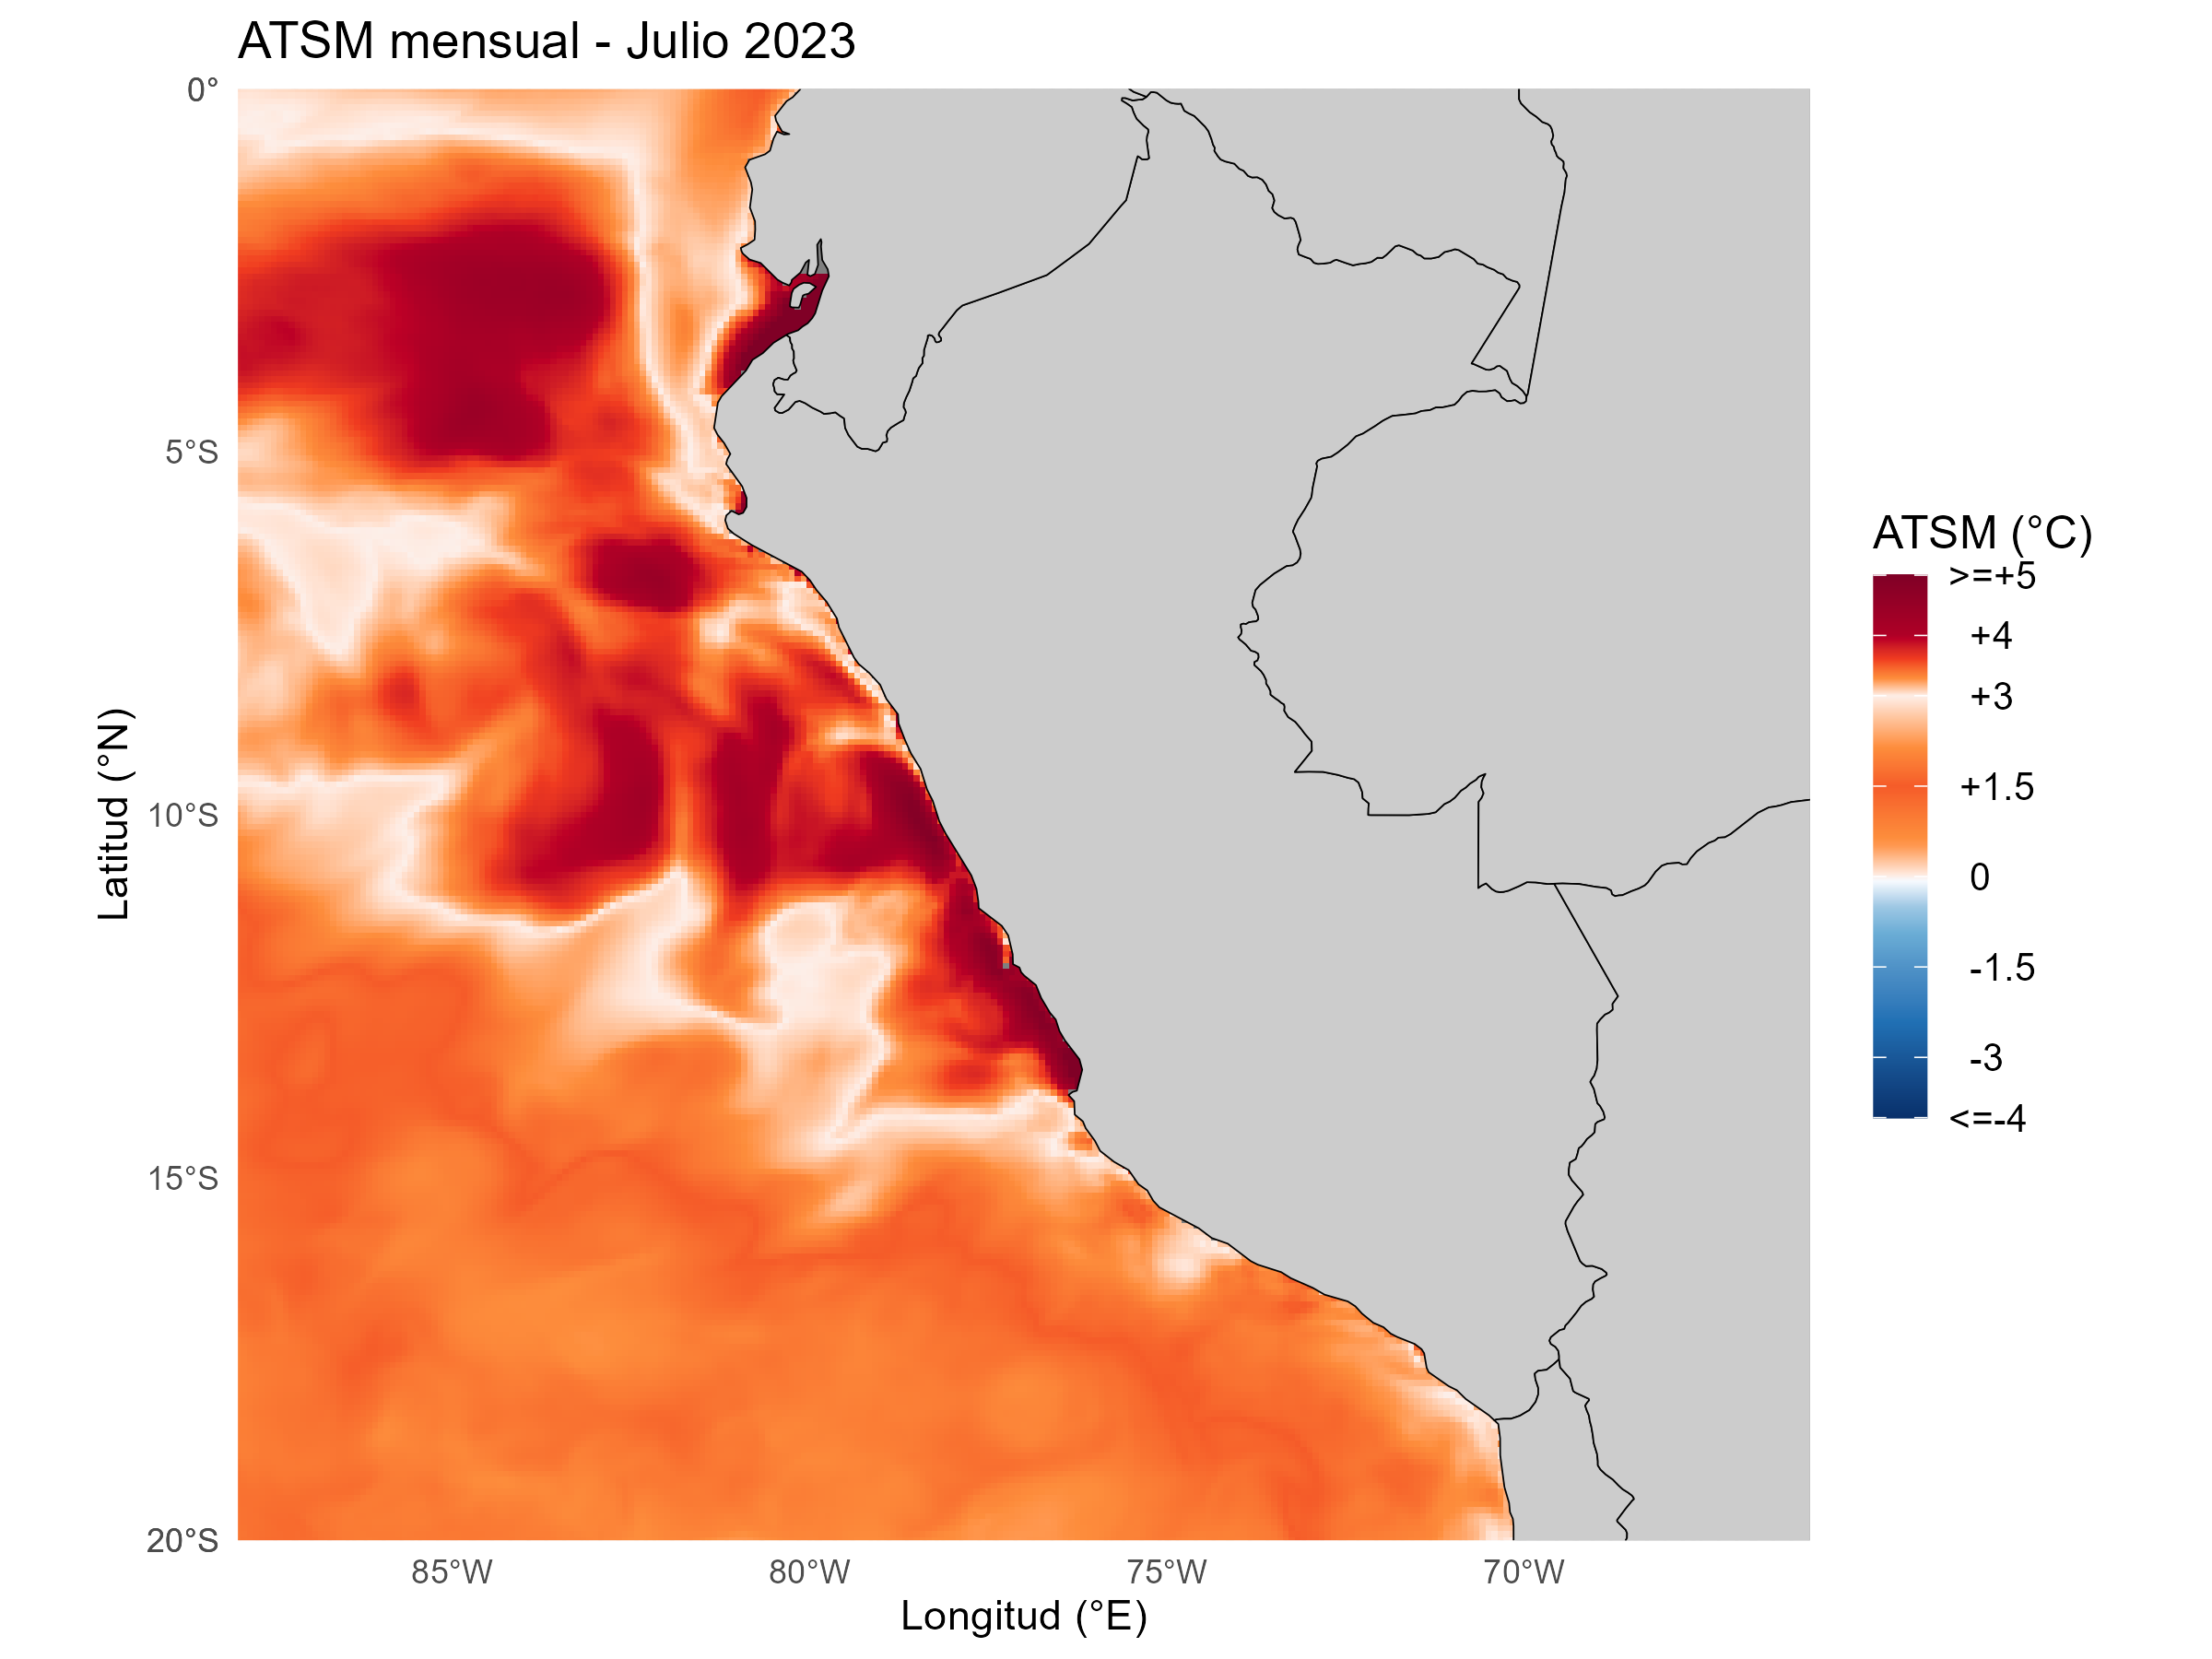 ATSM mensual - Julio 2023
0°
5°S
10°S
15°S
20°S
Latitud (°N)
85°W
80°W
75°W
70°W
Longitud (°E)
ATSM (°C)
>=+5
+4
+3
+1.5
0
-1.5
-3
<=-4